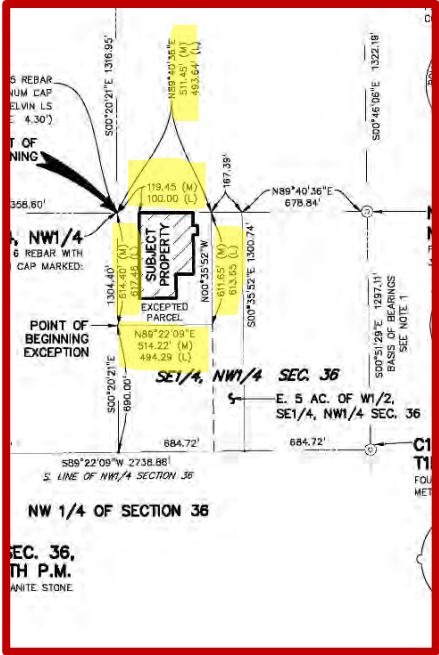 S00°20'21"E 1316.95'
N89°40'36"E
511.45' (M)
493.64' (L)
S00°46'06"E 1322.19'
5 REBAR
NUM CAP
ELVIN LS
E 4.30')
T OF
NING
119.45 (M)
100.00 (L)
167.39'
N89°40'36"E
678.84'
358.60'
, NW1/4
6 REBAR WITH
CAP MARKED:
1304.40'
614.40' (M)
617.46 (L)
SUBJECT
PROPERTY
N00°35'52"W
611.65' (M)
613.65 (L)
S00°35'52"E 1300.74'
S00°51'29"E 1297.11'
BASIS OF BEARINGS
SEE NOTE 1
EXCEPTED
PARCEL
POINT OF
BEGINNING
EXCEPTION
N89°22'09"E
514.22' (M)
494.29 (L)
S00°20'21"E
690.00'
SE1/4, NW1/4 SEC. 36
E. 5 AC. OF W1/2,
SE1/4, NW1/4 SEC. 36
684.72'
684.72'
C1
T1
FOU
MET
S89°22'09"W 2738.88'
S. LINE OF NW1/4 SECTION 36
NW 1/4 OF SECTION 36
SEC. 36,
TH P.M.
ANITE STONE